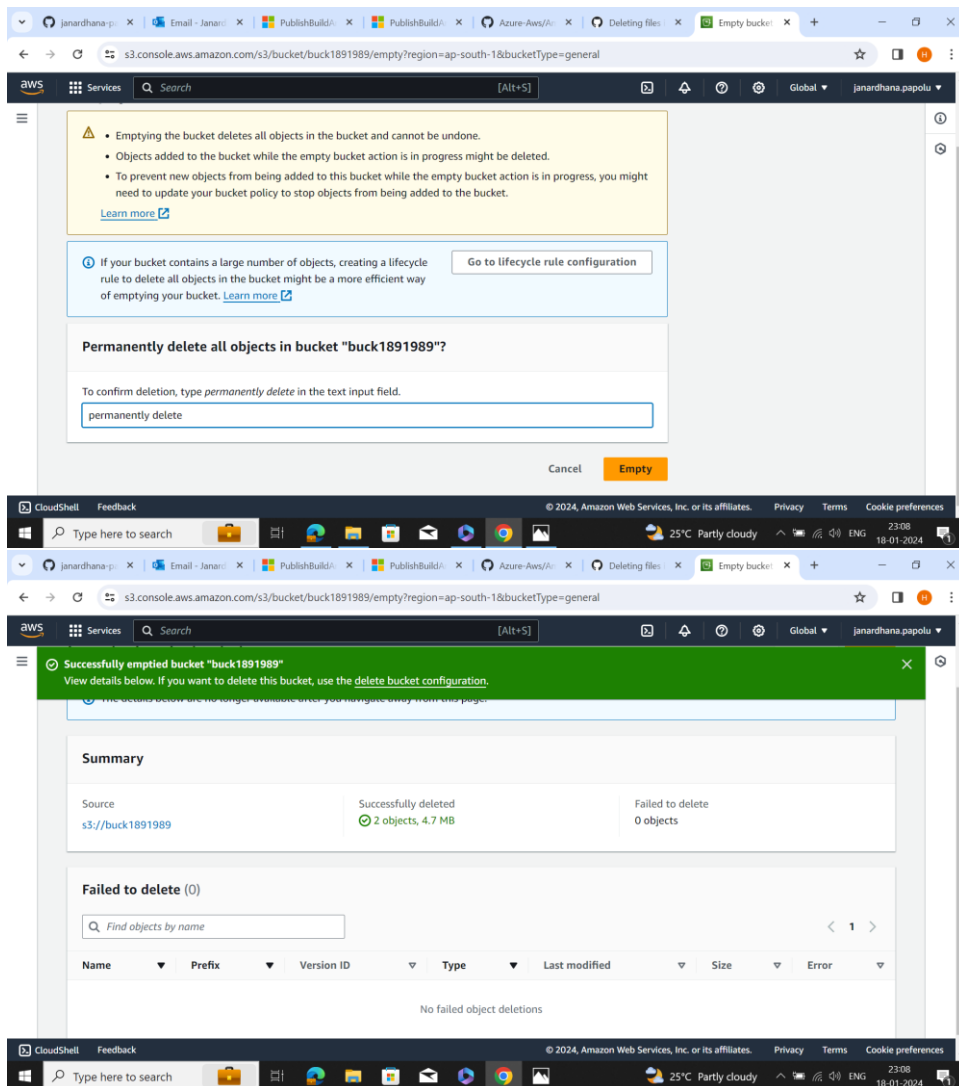 janardhana-p
Email - Janard
PublishBuildA
PublishBuildA
Azure-Aws/A
Deleting files
Empty bucket
s3.console.aws.amazon.com/s3/bucket/buck1891989/empty?region=ap-south-1&bucketType=general
H
aws
Services
Search
[Alt+S]
Global
janardhana.papolu
• Emptying the bucket deletes all objects in the bucket and cannot be undone.
• Objects added to the bucket while the empty bucket action is in progress might be deleted.
• To prevent new objects from being added to this bucket while the empty bucket action is in progress, you might
need to update your bucket policy to stop objects from being added to the bucket.
Learn more
If your bucket contains a large number of objects, creating a lifecycle
rule to delete all objects in the bucket might be a more efficient way
of emptying your bucket. Learn more
Go to lifecycle rule configuration
Permanently delete all objects in bucket "buck1891989"?
To confirm deletion, type permanently delete in the text input field.
permanently delete
Cancel
Empty
CloudShell
Feedback
© 2024, Amazon Web Services, Inc. or its affiliates.
Privacy
Terms
Cookie preferences
Type here to search
25°C Partly cloudy
ENG
23:08
18-01-2024
janardhana-p
Email - Janard
PublishBuildA
PublishBuildA
Azure-Aws/A
Deleting files
Empty bucket
s3.console.aws.amazon.com/s3/bucket/buck1891989/empty?region=ap-south-1&bucketType=general
H
aws
Services
Search
[Alt+S]
Global
janardhana.papolu
Successfully emptied bucket "buck1891989"
View details below. If you want to delete this bucket, use the delete bucket configuration.
The details below are no longer available after you navigate away from this page.
Summary
Source
s3://buck1891989
Successfully deleted
2 objects, 4.7 MB
Failed to delete
0 objects
Failed to delete (0)
Find objects by name
1
Name
Prefix
Version ID
Type
Last modified
Size
Error
No failed object deletions
CloudShell
Feedback
© 2024, Amazon Web Services, Inc. or its affiliates.
Privacy
Terms
Cookie preferences
Type here to search
25°C Partly cloudy
ENG
23:08
18-01-2024